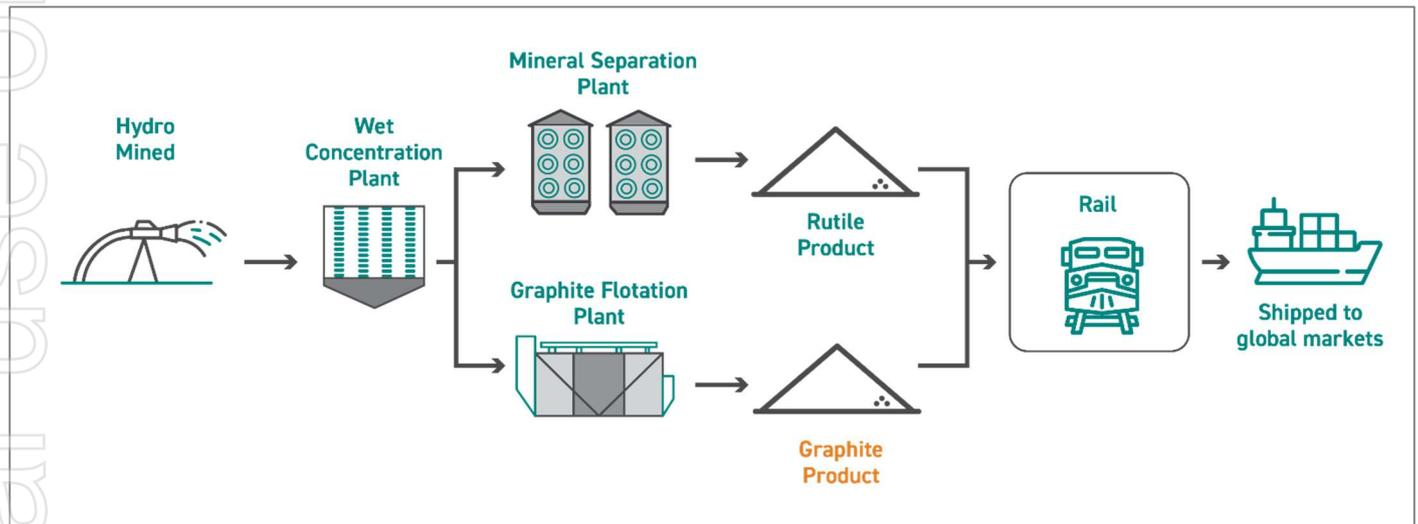 Hydro
Mined
Wet
Concentration
Plant
Mineral Separation
Plant
Graphite Flotation
Plant
Rutile
Product
Graphite
Product
Rail
Shipped to
global markets